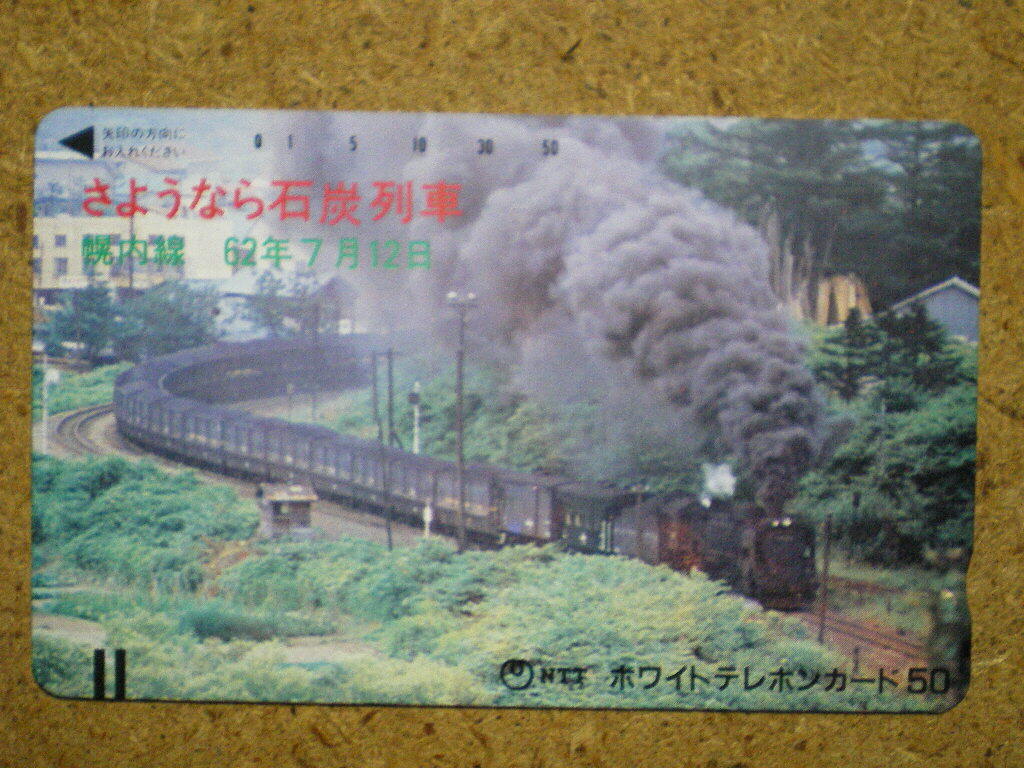 矢印の方向に
お入れください
0 1 5 10 30 50
さようなら石炭列車
幌内線 62年7月12日
NTT ホワイトテレホンカード 50